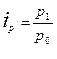 i_p = p_1 / p_0